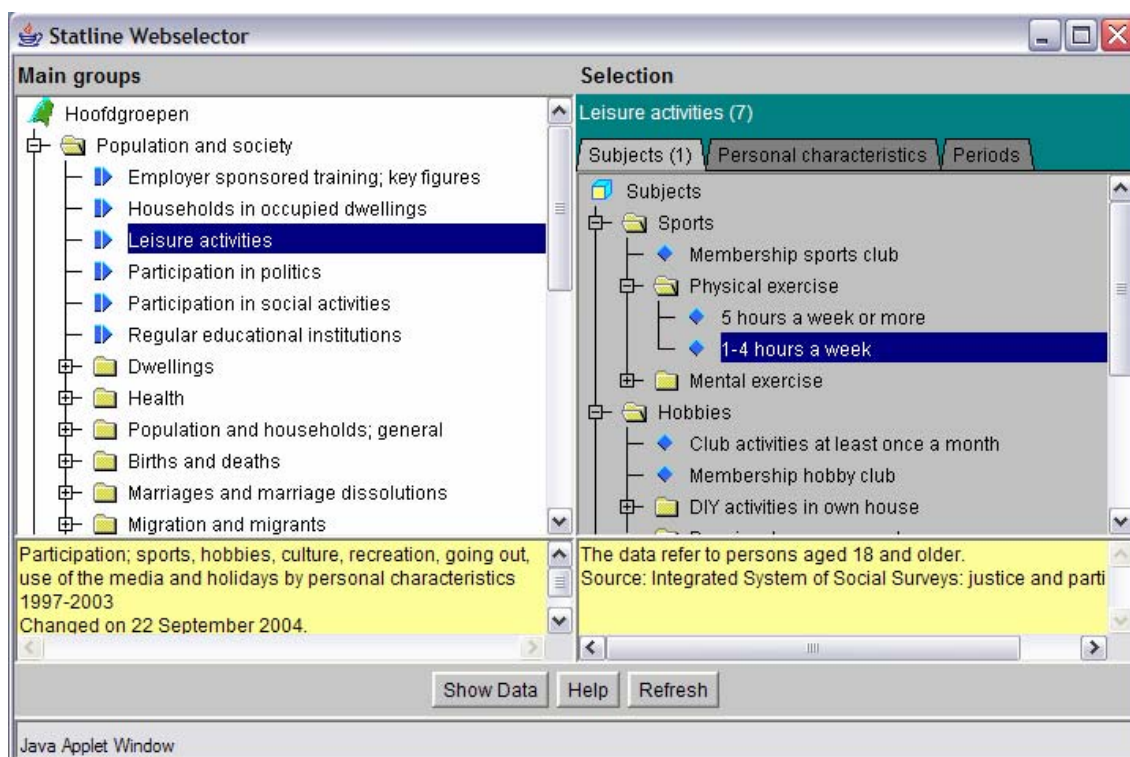 Statline Webselector
Main groups
Hoofdgroepen
Population and society
Employer sponsored training; key figures
Households in occupied dwellings
Leisure activities
Participation in politics
Participation in social activities
Regular educational institutions
Dwellings
Health
Population and households; general
Births and deaths
Marriages and marriage dissolutions
Migration and migrants
Participation; sports, hobbies, culture, recreation, going out,
use of the media and holidays by personal characteristics
1997-2003
Changed on 22 September 2004.
Selection
Leisure activities (7)
Subjects (1) Personal characteristics Periods
Subjects
Sports
Membership sports club
Physical exercise
5 hours a week or more
1-4 hours a week
Mental exercise
Hobbies
Club activities at least once a month
Membership hobby club
DIY activities in own house
The data refer to persons aged 18 and older.
Source: Integrated System of Social Surveys: justice and parti
Show Data Help Refresh
Java Applet Window